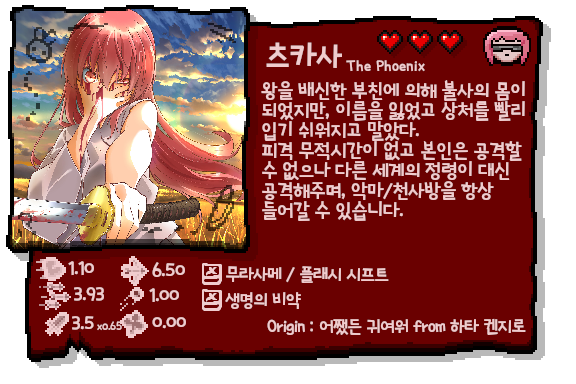 츠카사 The Phoenix
왕을 배신한 부친에 의해 불사의 몸이
되었지만, 이름을 잃었고 상처를 빨리
입기 쉬워지고 말았다.
피격 무적시간이 없고 본인은 공격할
수 없으나 다른 세계의 정령이 대신
공격해주며, 악마/천사방을 항상
들어갈 수 있습니다.
1.10 6.50 무라사메 / 플래시 시프트
3.93 1.00 생명의 비약
3.5 x0.65 0.00 Origin : 어쨌든 귀여워 from 하타 켄지로